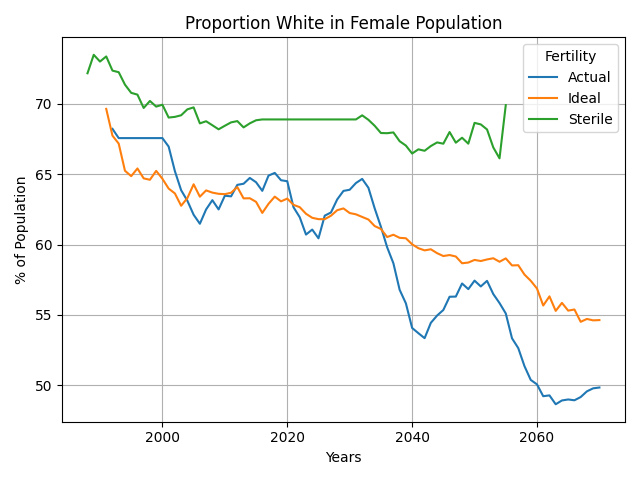 Proportion White in Female Population
% of Population
70
65
60
55
50
Fertility
Actual
Ideal
Sterile
2000
2020
2040
2060
Years